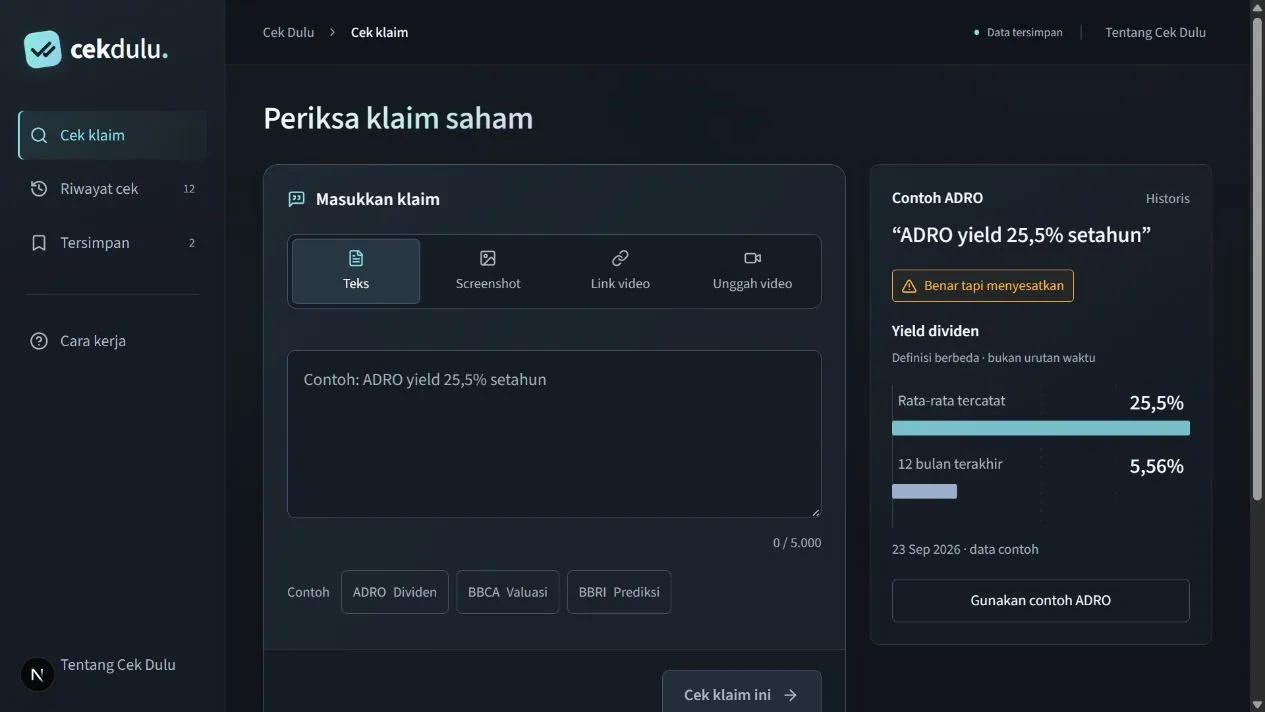 cekdulu.
Cek klaim
Riwayat cek 12
Tersimpan 2
Cara kerja
Tentang Cek Dulu
N
Cek Dulu > Cek klaim
Data tersimpan
Tentang Cek Dulu
Periksa klaim saham
Masukkan klaim
Teks
Screenshot
Link video
Unggah video
Contoh: ADRO yield 25,5% setahun
0 / 5.000
Contoh
ADRO Dividen
BBCA Valuasi
BBRI Prediksi
Cek klaim ini →
Contoh ADRO
Historis
“ADRO yield 25,5% setahun”
Benar tapi menyesatkan
Yield dividen
Definisi berbeda · bukan urutan waktu
Rata-rata tercatat 25,5%
12 bulan terakhir 5,56%
23 Sep 2026 · data contoh
Gunakan contoh ADRO